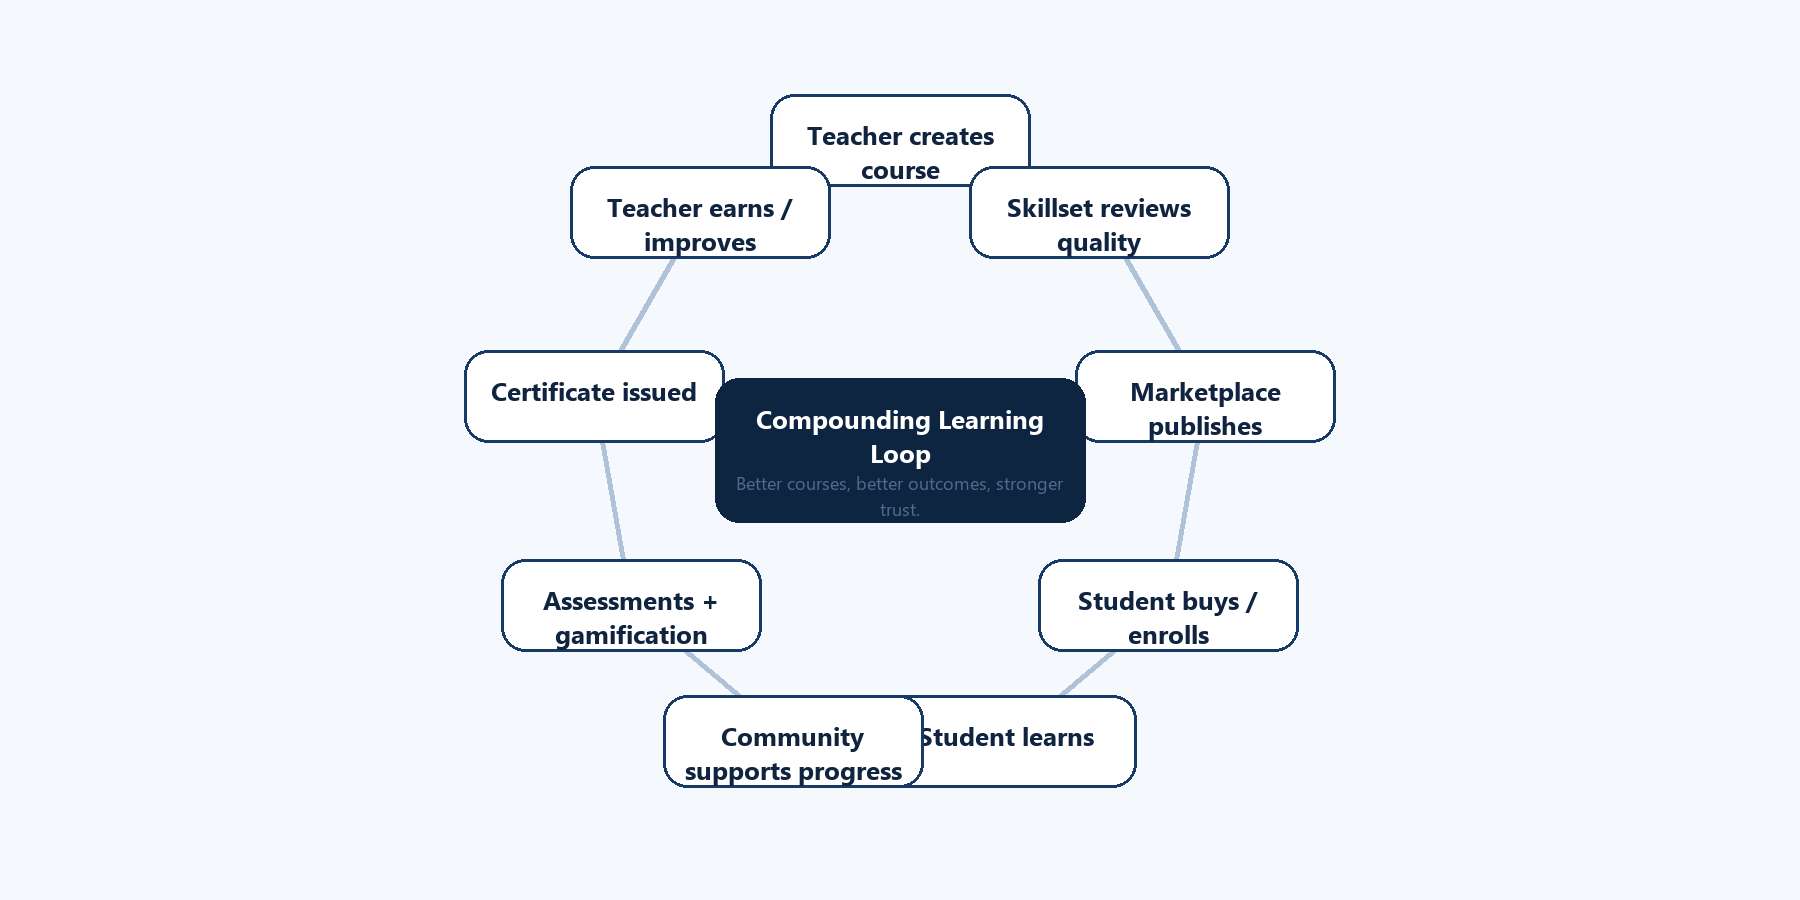 Teacher creates
course
Teacher earns /
improves
Skillset reviews
quality
Certificate issued
Marketplace
publishes
Compounding Learning
Loop
Better courses, better outcomes, stronger
trust.
Assessments +
gamification
Student buys /
enrolls
Community
supports progress
Student learns